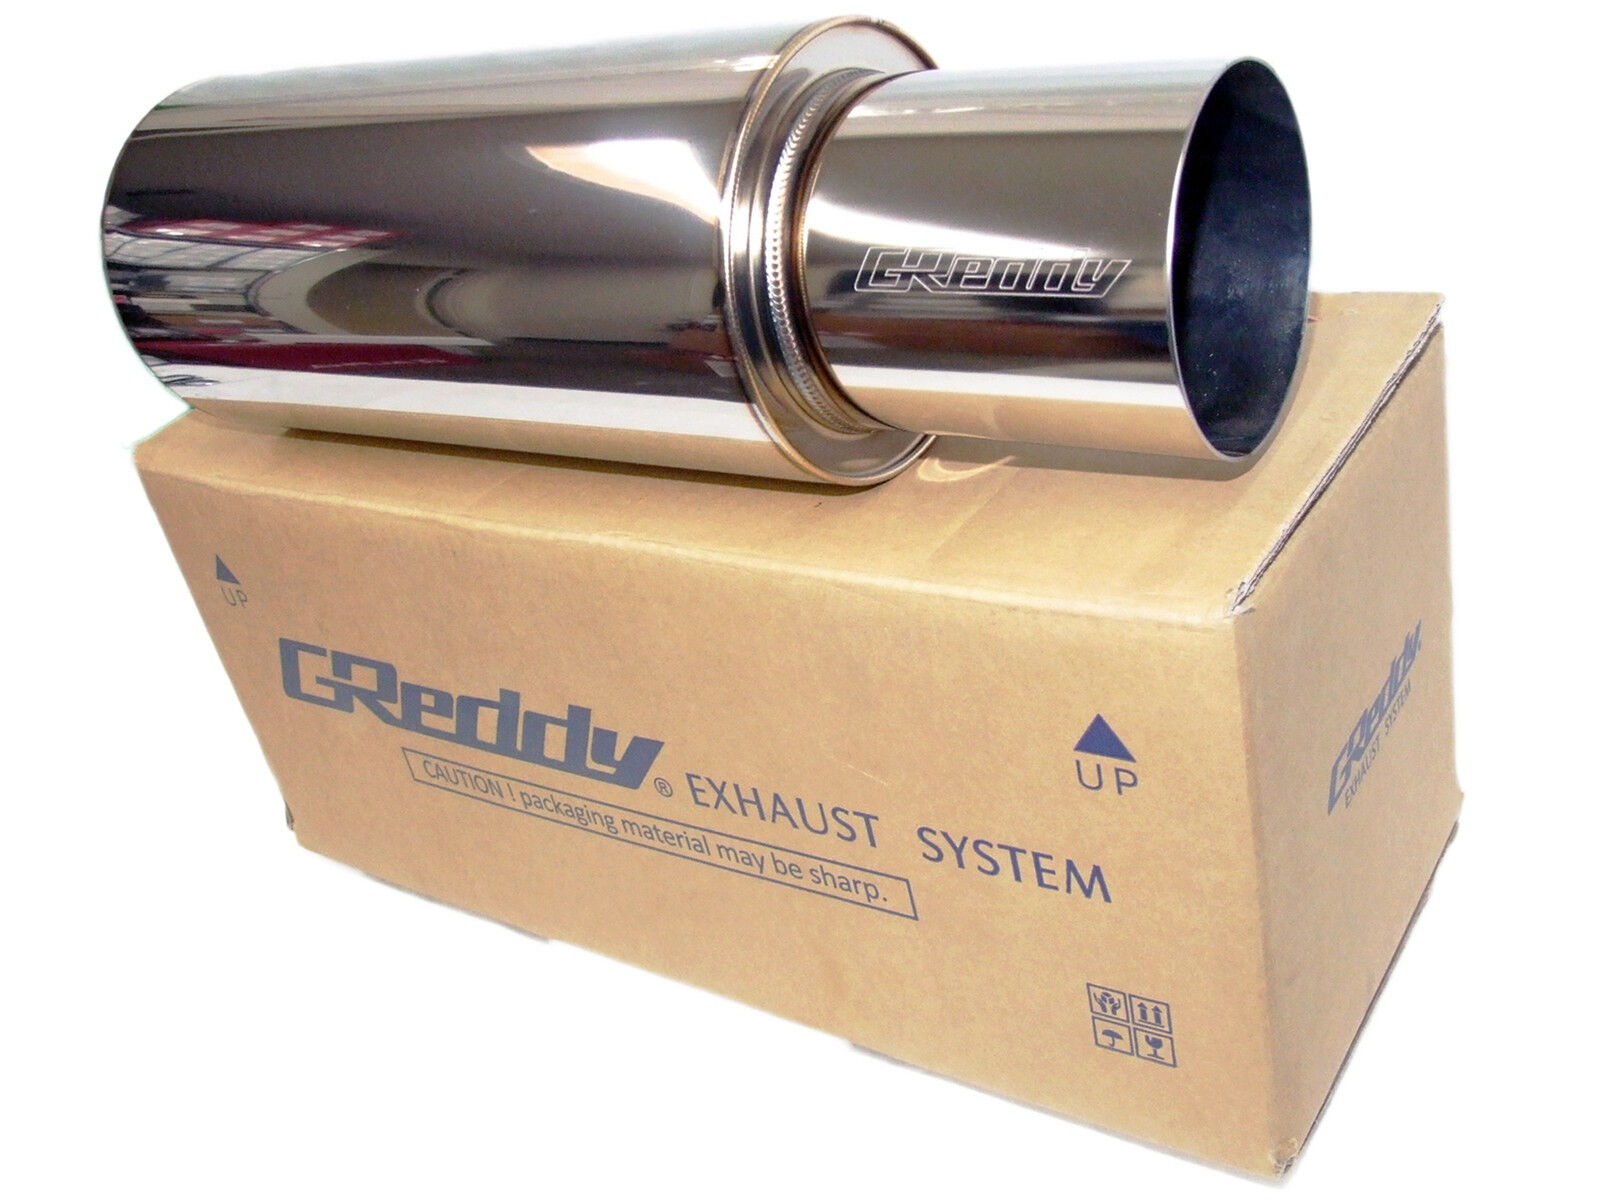 GReddy
UP
GReddy® EXHAUST SYSTEM
CAUTION ! packaging material may be sharp.
UP
GReddy
EXHAUST SYSTEM